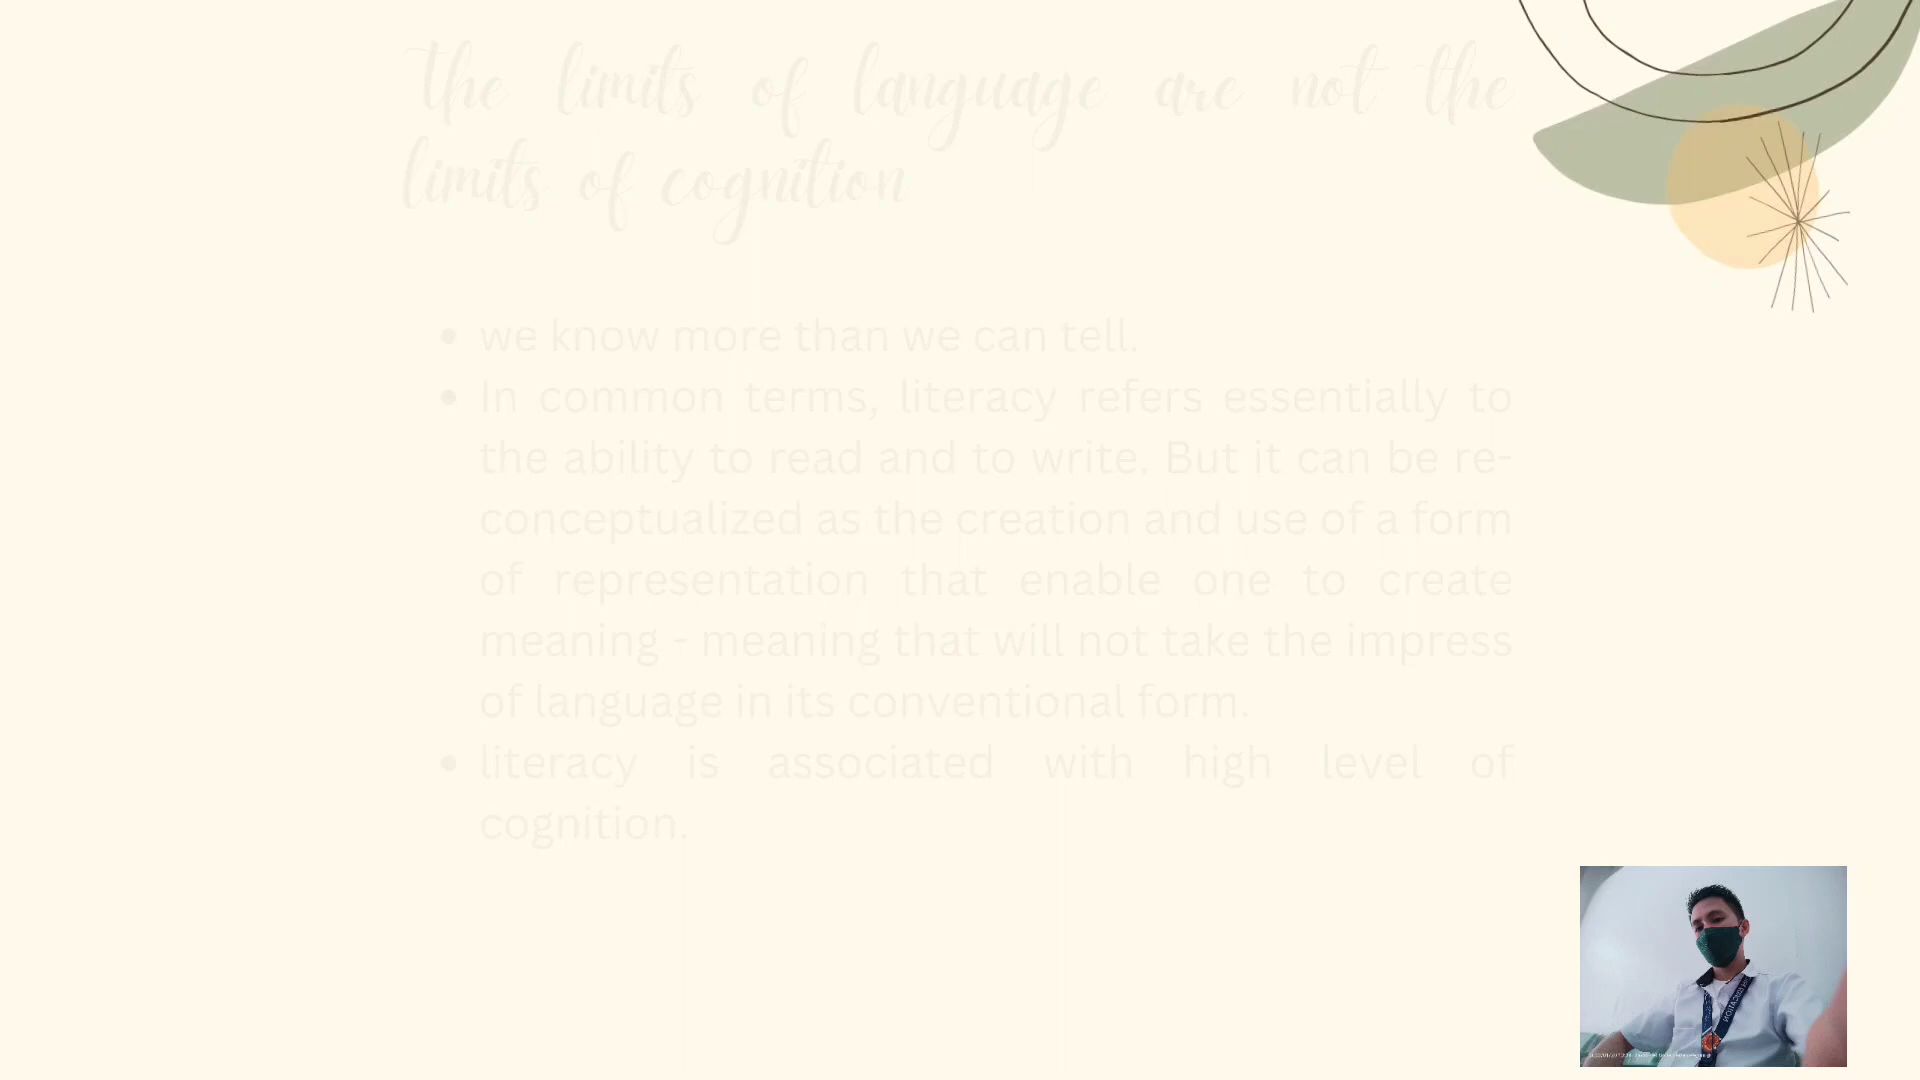 The limits of language are not the
limits of cognition
• we know more than we can tell.
• In common terms, literacy refers essentially to
the ability to read and to write. But it can be re-
conceptualized as the creation and use of a form
of representation that enable one to create
meaning - meaning that will not take the impress
of language in its conventional form.
• literacy is associated with high level of
cognition.